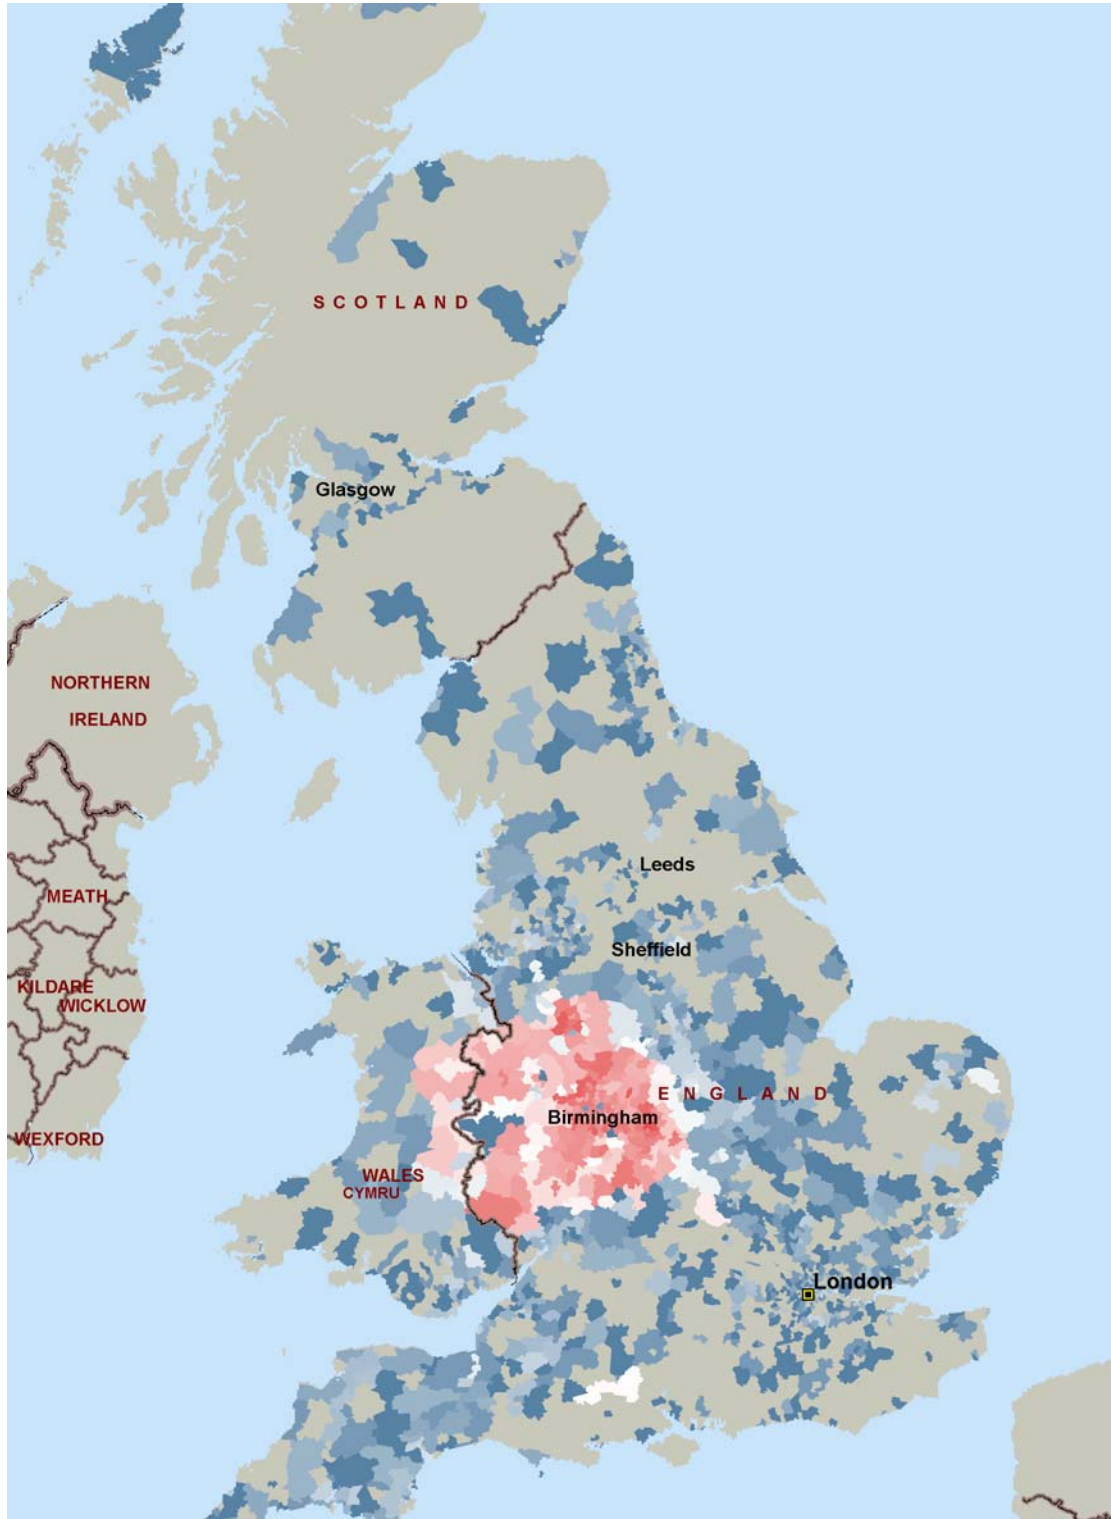 SCOTLAND
Glasgow
NORTHERN
IRELAND
Leeds
MEATH
Sheffield
KILDARE
WICKLOW
ENGLAND
Birmingham
WEXFORD
WALES
CYMRU
London